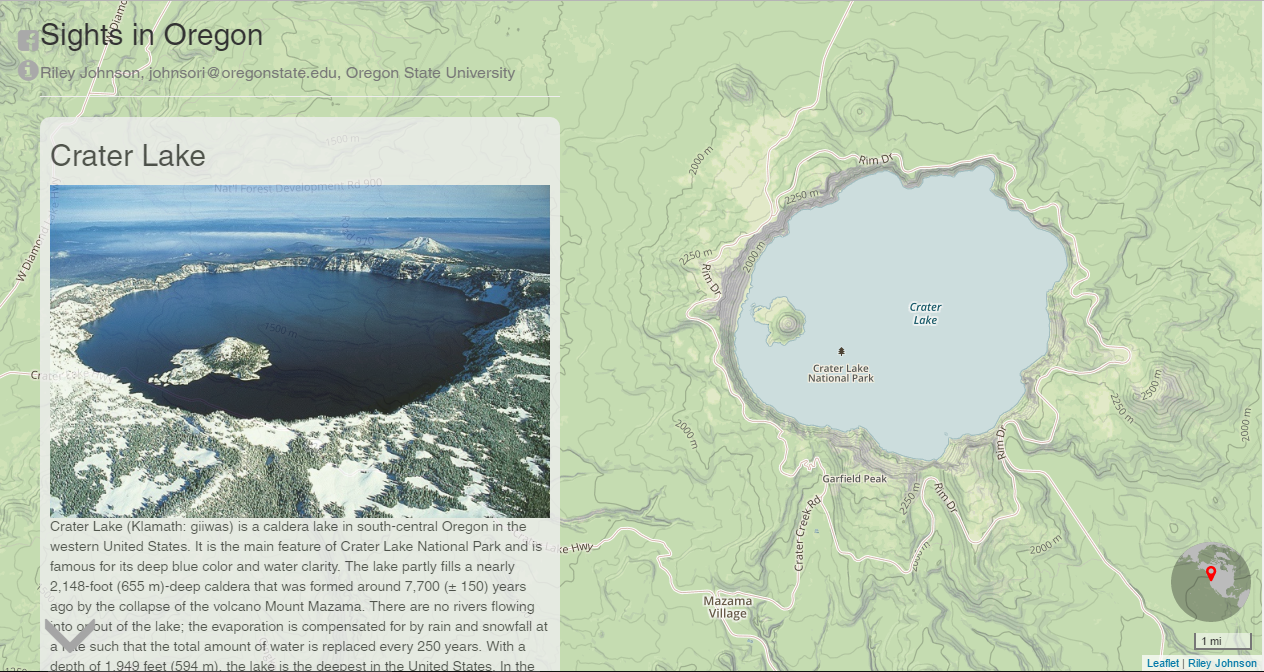 Sights in Oregon
Riley Johnson, johnsori@oregonstate.edu, Oregon State University
Crater Lake
Nat'l Forest Development Rd 900
1500 m
1500 m
W Diamond
W Diamo
Crater Lake (Klamath: giiwas) is a caldera lake in south-central Oregon in the
western United States. It is the main feature of Crater Lake National Park and is
famous for its deep blue color and water clarity. The lake partly fills a nearly
2,148-foot (655 m)-deep caldera that was formed around 7,700 (± 150) years
ago by the collapse of the volcano Mount Mazama. There are no rivers flowing
into or out of the lake; the evaporation is compensated for by rain and snowfall at
a rate such that the total amount of water is replaced every 250 years. With a
depth of 1,949 feet (594 m), the lake is the deepest in the United States. In the
Rim Dr
2000 m
2250 m
2250 m
2000 m
Rim Dr
Crater
Lake
Crater Lake
National Park
2500 m
2250 m
2000 m
2000 m
Rim Dr
Garfield Peak
2250 m
Rim Dr
Crater Creek Rd
Lake Hwy
2000 m
2000 m
Mazama
Village
1 mi
Leaflet | Riley Johnson